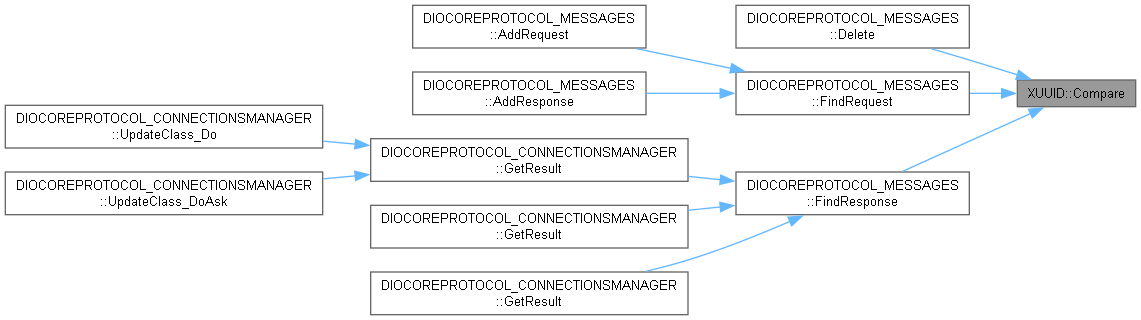 DIOCOREPROTOCOL_MESSAGES
::AddRequest
DIOCOREPROTOCOL_MESSAGES
::Delete
DIOCOREPROTOCOL_MESSAGES
::AddResponse
DIOCOREPROTOCOL_MESSAGES
::FindRequest
XUUID::Compare
DIOCOREPROTOCOL_CONNECTIONSMANAGER
::UpdateClass_Do
DIOCOREPROTOCOL_CONNECTIONSMANAGER
::GetResult
DIOCOREPROTOCOL_CONNECTIONSMANAGER
::UpdateClass_DoAsk
DIOCOREPROTOCOL_MESSAGES
::FindResponse
DIOCOREPROTOCOL_CONNECTIONSMANAGER
::GetResult
DIOCOREPROTOCOL_CONNECTIONSMANAGER
::GetResult